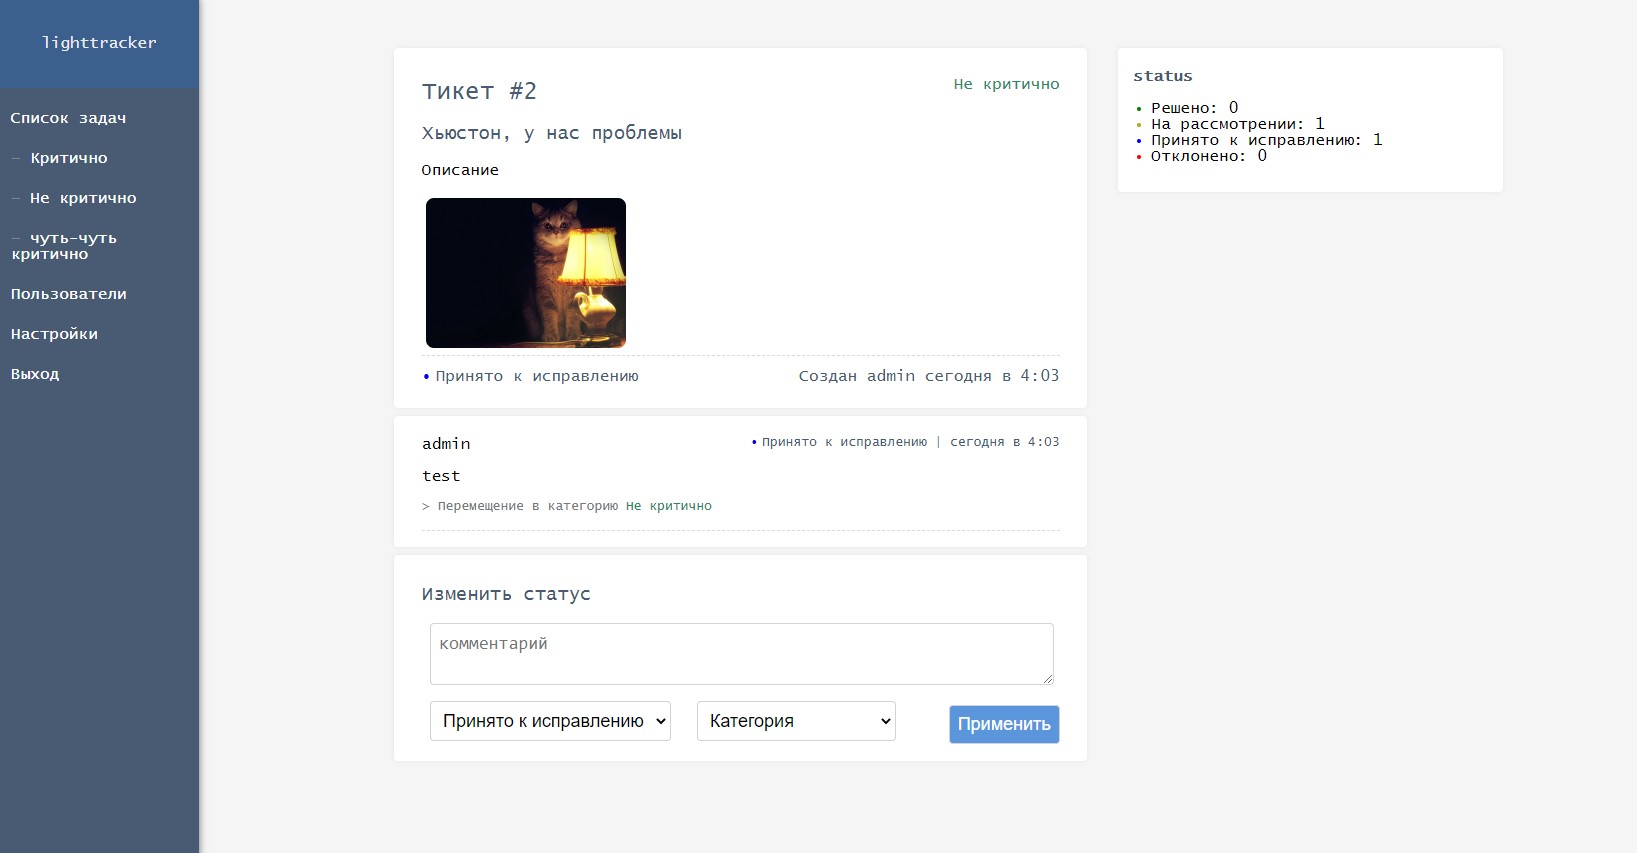 lighttracker
Список задач
— Критично
— Не критично
— чуть-чуть
критично
Пользователи
Настройки
Выход
Тикет #2
Не критично
Хьюстон, у нас проблемы
Описание
• Принято к исправлению
Создан admin сегодня в 4:03
admin
• Принято к исправлению | сегодня в 4:03
test
> Перемещение в категорию Не критично
Изменить статус
комментарий
Принято к исправлению
Категория
Применить
status
• Решено: 0
• На рассмотрении: 1
• Принято к исправлению: 1
• Отклонено: 0